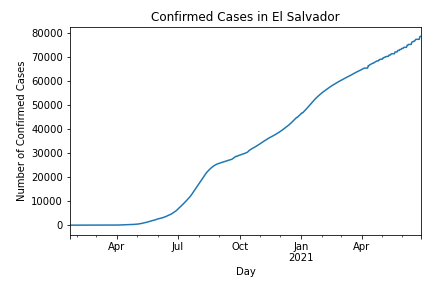 Confirmed Cases in El Salvador
80000
70000
60000
50000
40000
30000
20000
10000
0
Number of Confirmed Cases
Apr Jul Oct Jan Apr
2021
Day